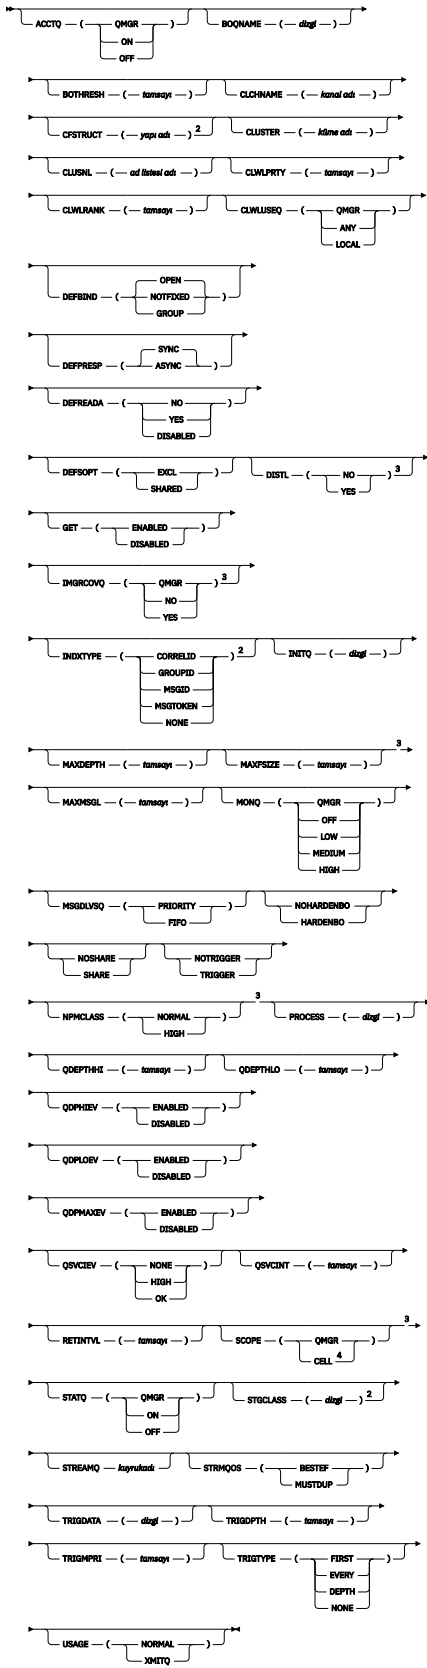 ACCTQ ( QMGR ) BOQNAME ( dizgi )
ON
OFF
BOTHRESH ( tamsayı ) CLCHNAME ( kanal adı )
CFSTRUCT ( yapı adı ) 2 CLUSTER ( küme adı )
CLUSNL ( ad listesi adı ) CLWLPRTY ( tamsayı )
CLWLRANK ( tamsayı ) CLWLUSEQ ( QMGR )
ANY
LOCAL
OPEN
DEFBIND ( NOTFIXED )
GROUP
SYNC
DEFPRESP ( ASYNC )
DEFREADA ( NO )
YES
DISABLED
DEFSOPT ( EXCL ) DISTL ( NO ) 3
SHARED YES
GET ( ENABLED )
DISABLED
IMGRCOVQ ( QMGR ) 3
NO
YES
INDXTYPE ( CORRELID ) 2 INITQ ( dizgi )
GROUPID
MSGID
MSGTOKEN
NONE
MAXDEPTH ( tamsayı ) MAXFSIZE ( tamsayı ) 3
MAXMSGL ( tamsayı ) MONQ ( QMGR )
OFF
LOW
MEDIUM
HIGH
MSGDLVSQ ( PRIORITY ) NOHARDENBO
FIFO HARDENBO
NOSHARE NOTRIGGER
SHARE TRIGGER
NPMCLASS ( NORMAL ) 3 PROCESS ( dizgi )
HIGH
QDEPTHHI ( tamsayı ) QDEPTHLO ( tamsayı )
QDPHIEV ( ENABLED )
DISABLED
QDPLOEV ( ENABLED )
DISABLED
QDPMAXEV ( ENABLED )
DISABLED
QSVCIEV ( NONE ) QSVCINT ( tamsayı )
HIGH
OK
RETINTVL ( tamsayı ) SCOPE ( QMGR ) 3
CELL 4
STATQ ( QMGR ) STGCLASS ( dizgi ) 2
ON
OFF
STREAMQ kuyrukadı STRMQOS ( BESTEF )
MUSTDUP
TRIGDATA ( dizgi ) TRIGDPTH ( tamsayı )
TRIGMPRI ( tamsayı ) TRIGTYPE ( FIRST )
EVERY
DEPTH
NONE
USAGE ( NORMAL )
XMITQ